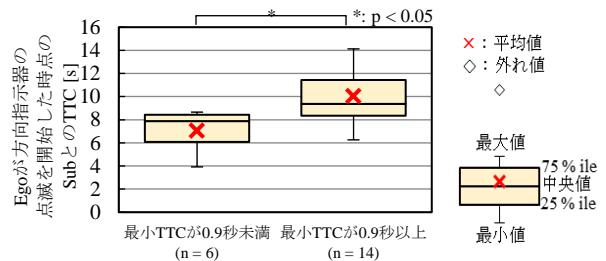 *
*: p < 0.05
Egoが方向指示器の
点滅を開始した時点の
SubとのTTC [s]
16
14
12
10
8
6
4
2
0
最小TTCが0.9秒未満
(n = 6)
最小TTCが0.9秒以上
(n = 14)
×：平均値
◇：外れ値
最大値
75 % ile
中央値
25 % ile
最小値